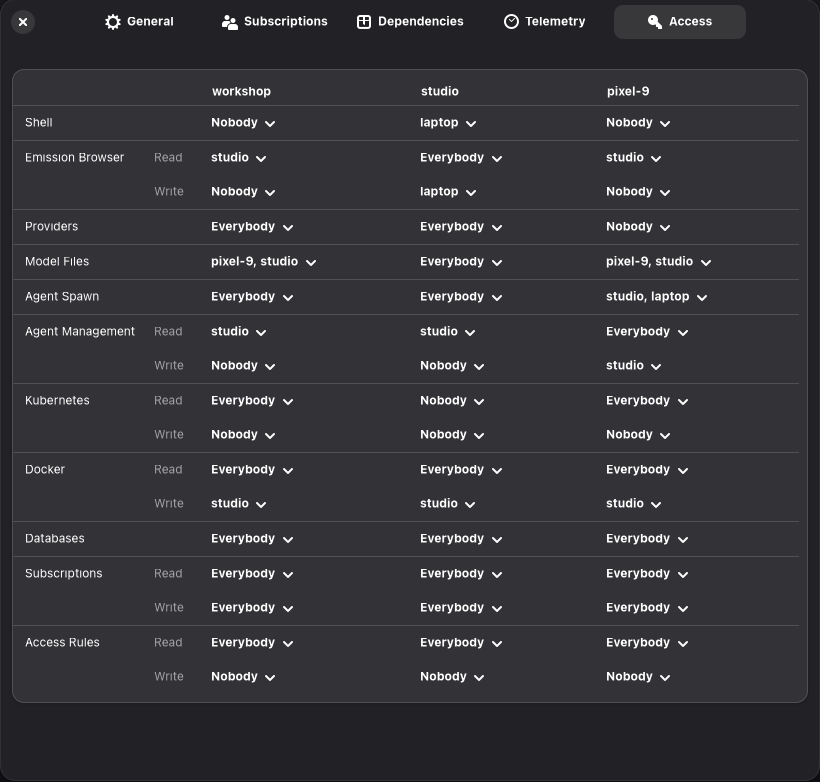 General Subscriptions Dependencies Telemetry Access
workshop studio pixel-9
Shell Nobody laptop Nobody
Emission Browser Read studio Everybody studio
Write Nobody laptop Nobody
Providers Everybody Everybody Nobody
Model Files pixel-9, studio Everybody pixel-9, studio
Agent Spawn Everybody Everybody studio, laptop
Agent Management Read studio studio Everybody
Write Nobody Nobody studio
Kubernetes Read Everybody Nobody Everybody
Write Nobody Nobody Nobody
Docker Read Everybody Everybody Everybody
Write studio studio studio
Databases Everybody Everybody Everybody
Subscriptions Read Everybody Everybody Everybody
Write Everybody Everybody Everybody
Access Rules Read Everybody Everybody Everybody
Write Nobody Nobody Nobody